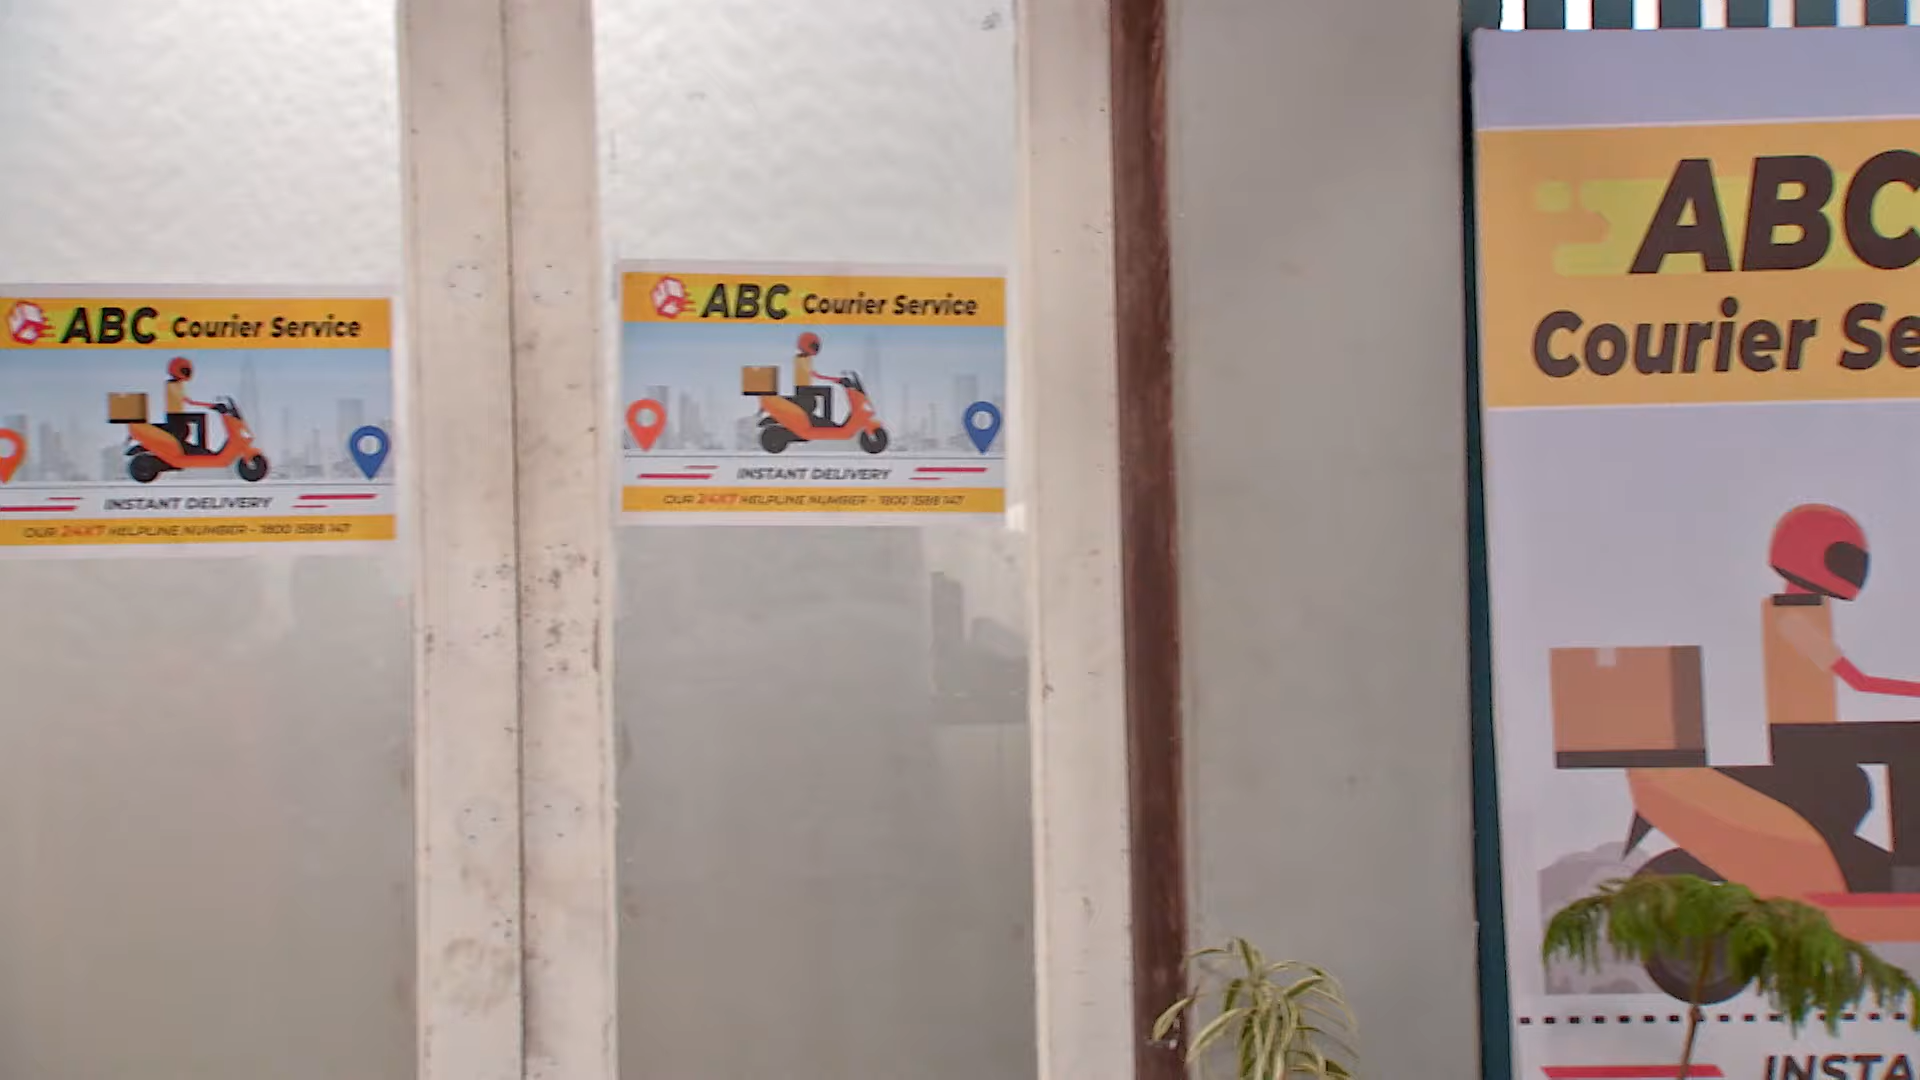 ABC Courier Service
INSTANT DELIVERY
OUR 24X7 HELPLINE NUMBER - 1800 1588 147
ABC Courier Service
INSTANT DELIVERY
OUR 24X7 HELPLINE NUMBER - 1800 1588 147
ABC
Courier Se
INSTA